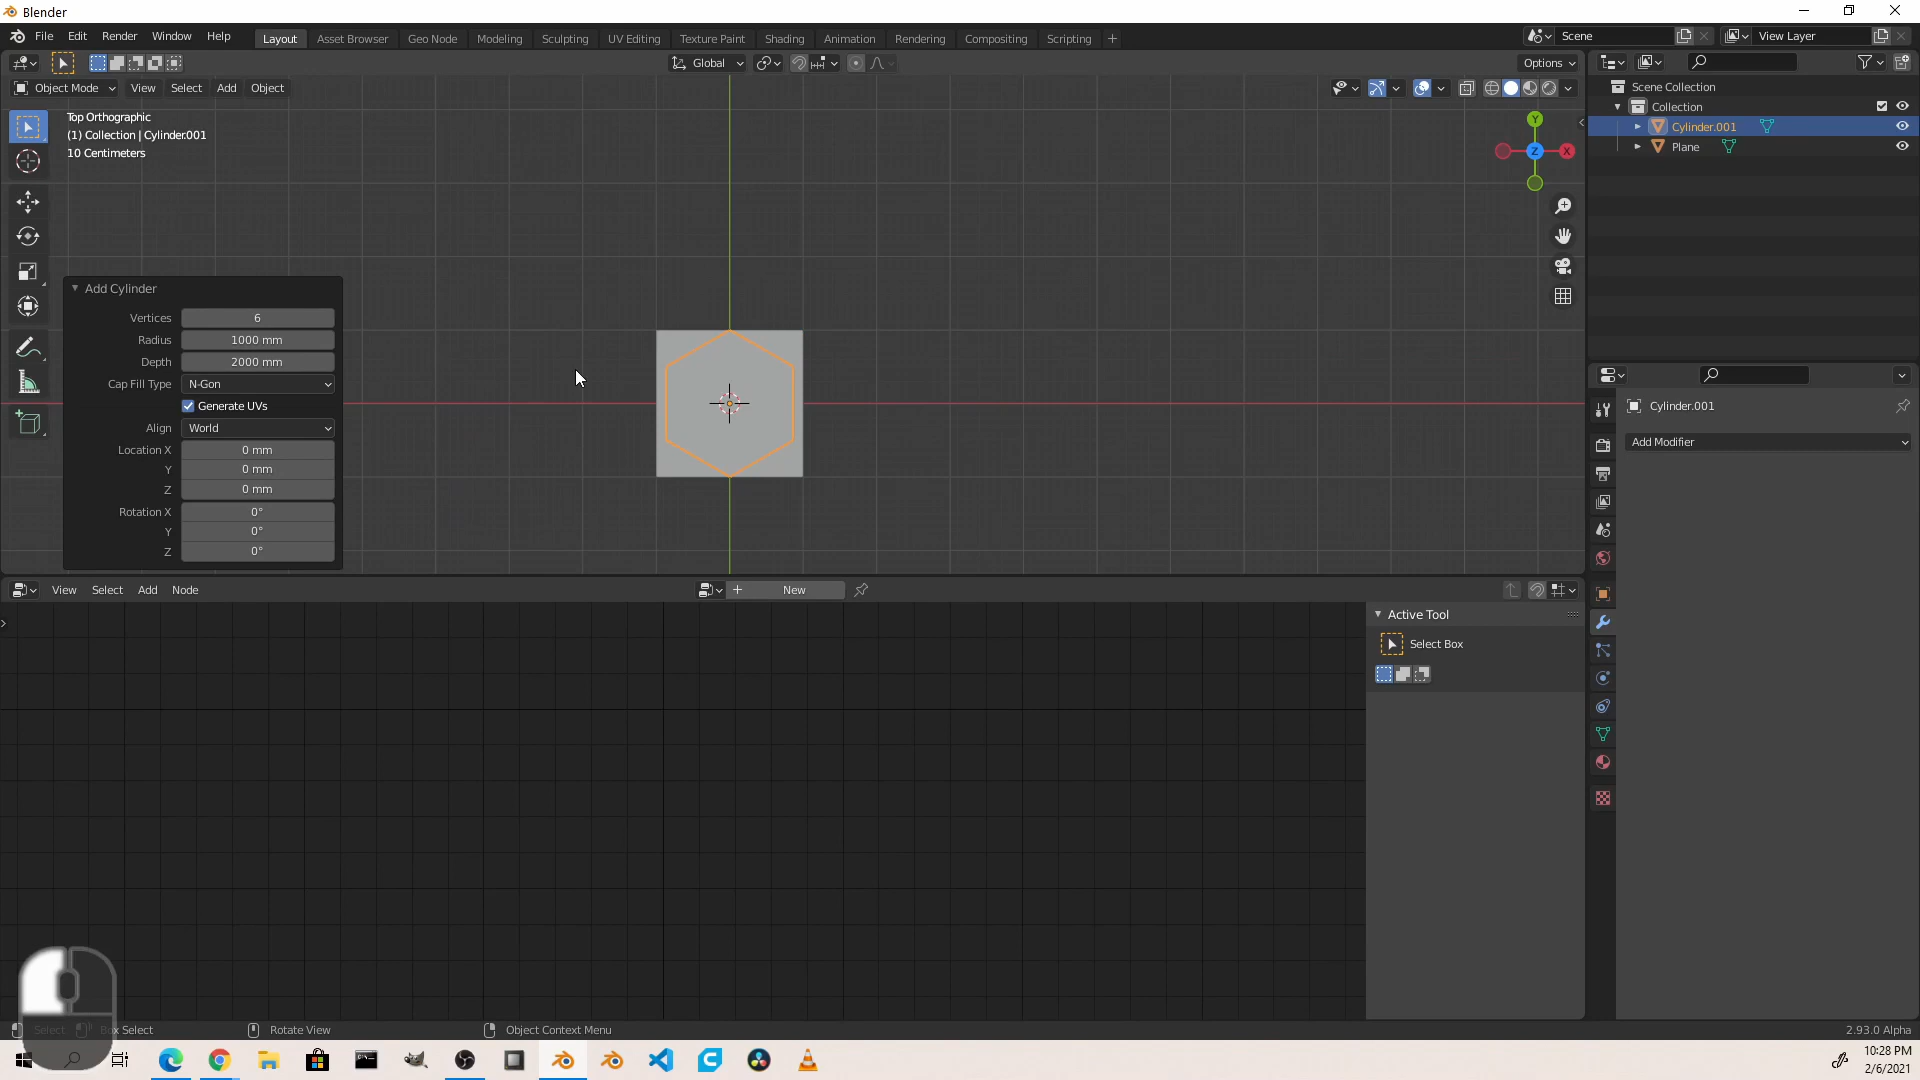 Blender
File Edit Render Window Help Layout Asset Browser Geo Node Modeling Sculpting UV Editing Texture Paint Shading Animation Rendering Compositing Scripting + Scene View Layer
Global Options
Object Mode View Select Add Object
Top Orthographic
(1) Collection | Cylinder.001
10 Centimeters
Y
Z
X
Scene Collection
Collection
Cylinder.001
Plane
Add Cylinder
Vertices 6
Radius 1000 mm
Depth 2000 mm
Cap Fill Type N-Gon
Generate UVs
Align World
Location X 0 mm
Y 0 mm
Z 0 mm
Rotation X 0°
Y 0°
Z 0°
Cylinder.001
Add Modifier
View Select Add Node + New
Active Tool
Select Box
Select Box Select Rotate View Object Context Menu 2.93.0 Alpha
10:28 PM
2/6/2021